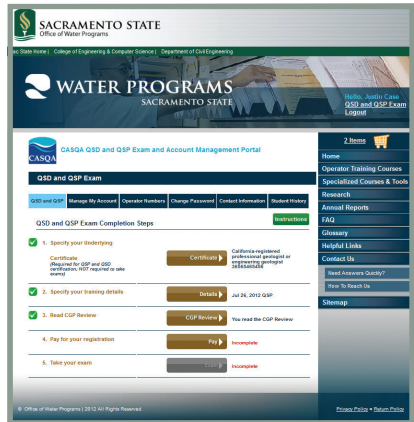 SACRAMENTO STATE
Office of Water Programs
ac State Home | College of Engineering & Computer Science | Department of Civil Engineering
WATER PROGRAMS
SACRAMENTO STATE
Hello, Justin Case
QSD and QSP Exam
Logout
2 Items
CASQA
CASQA QSD and QSP Exam and Account Management Portal
Home
Operator Training Courses
Specialized Courses & Tools
Research
Annual Reports
FAQ
Glossary
Helpful Links
Contact Us
Need Answers Quickly?
How To Reach Us
Sitemap
QSD and QSP Exam
QSD and QSP Manage My Account Operator Numbers Change Password Contact Information Student History
QSD and QSP Exam Completion Steps
Instructions
1. Specify your Underlying
Certificate
(Required for QSP and QSD
certification; NOT required to take
exams)
Certificate
California-registered
professional geologist or
engineering geologist
2. Specify your training details
Details
Jul 26, 2012 QSP
3. Read CGP Review
CGP Review
You read the CGP Review
4. Pay for your registration
Pay
Incomplete
5. Take your exam
Incomplete
© Office of Water Programs | 2012 All Rights Reserved.
Privacy Policy Return Policy